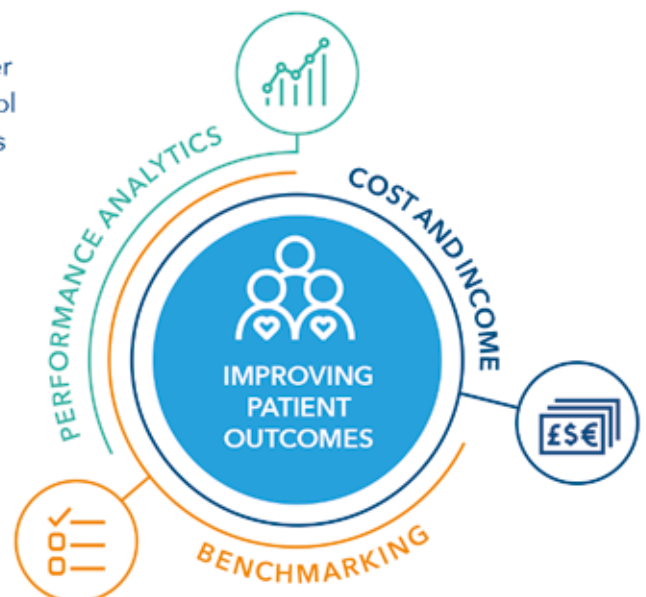 PERFORMANCE ANALYTICS
COST AND INCOME
IMPROVING
PATIENT
OUTCOMES
£$€
BENCHMARKING